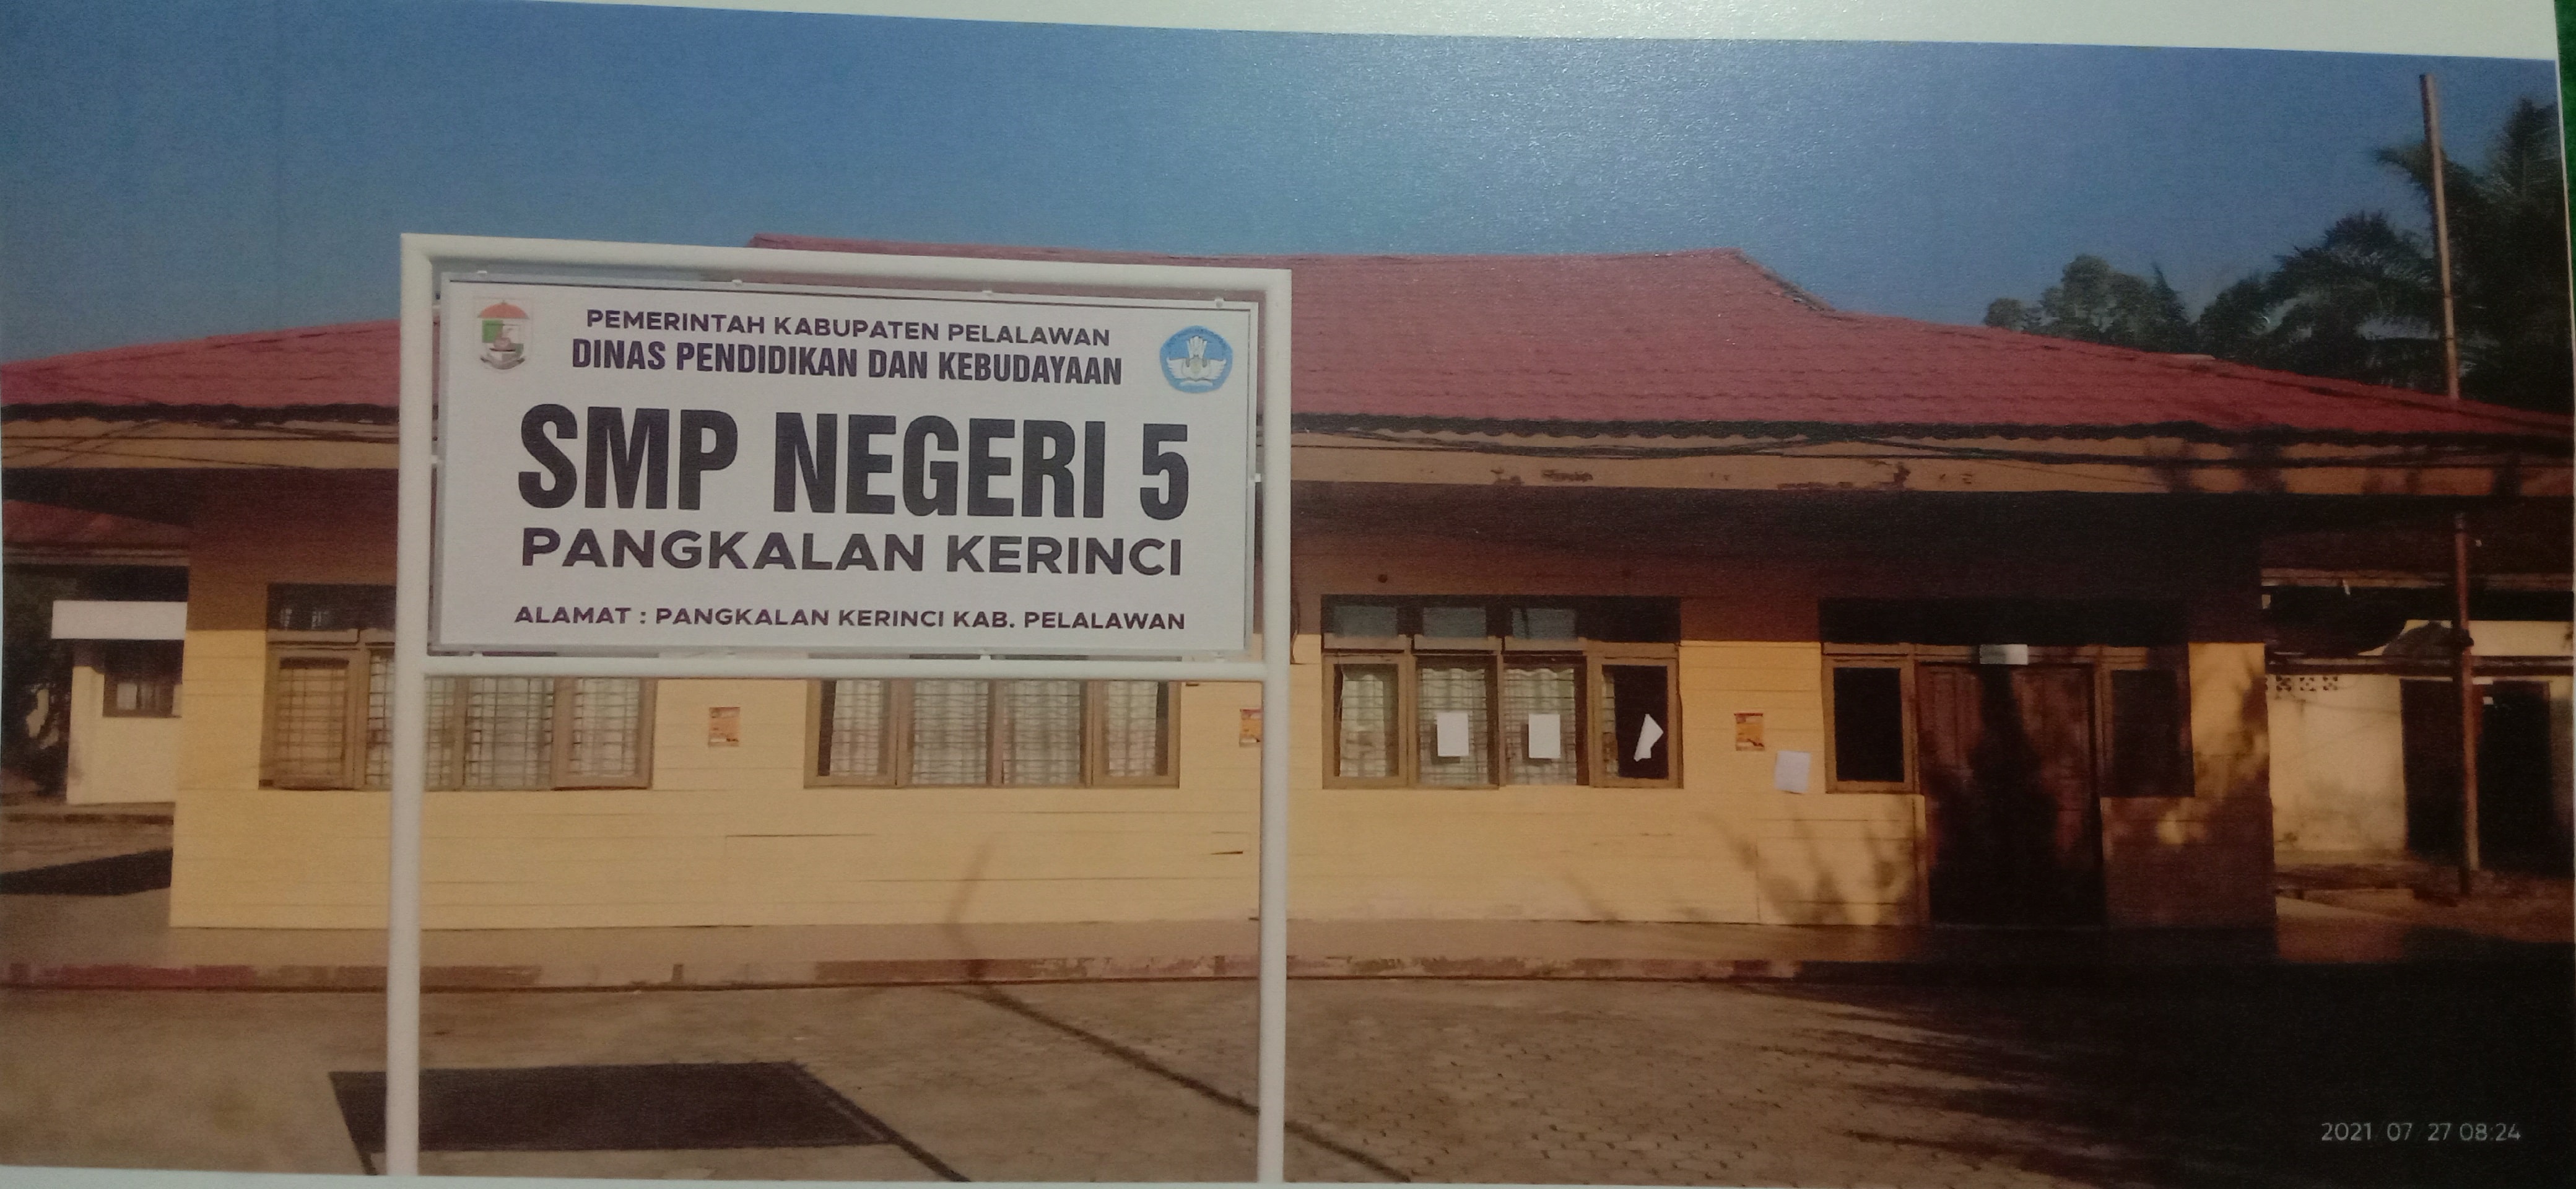 PEMERINTAH KABUPATEN PELALAWAN
DINAS PENDIDIKAN DAN KEBUDAYAAN
SMP NEGERI 5
PANGKALAN KERINCI
ALAMAT : PANGKALAN KERINCI KAB. PELALAWAN
2021 07 27 08:24